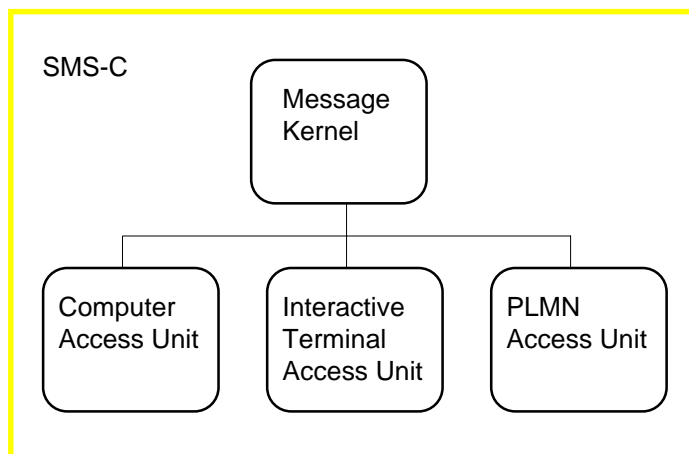 SMS-C
Message
Kernel
Computer
Access Unit
Interactive
Terminal
Access Unit
PLMN
Access Unit